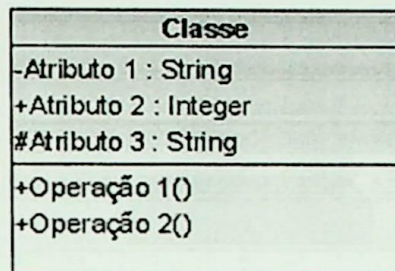 Classe
-Atributo 1 : String
+Atributo 2 : Integer
#Atributo 3 : String
+Operação 1()
+Operação 2()